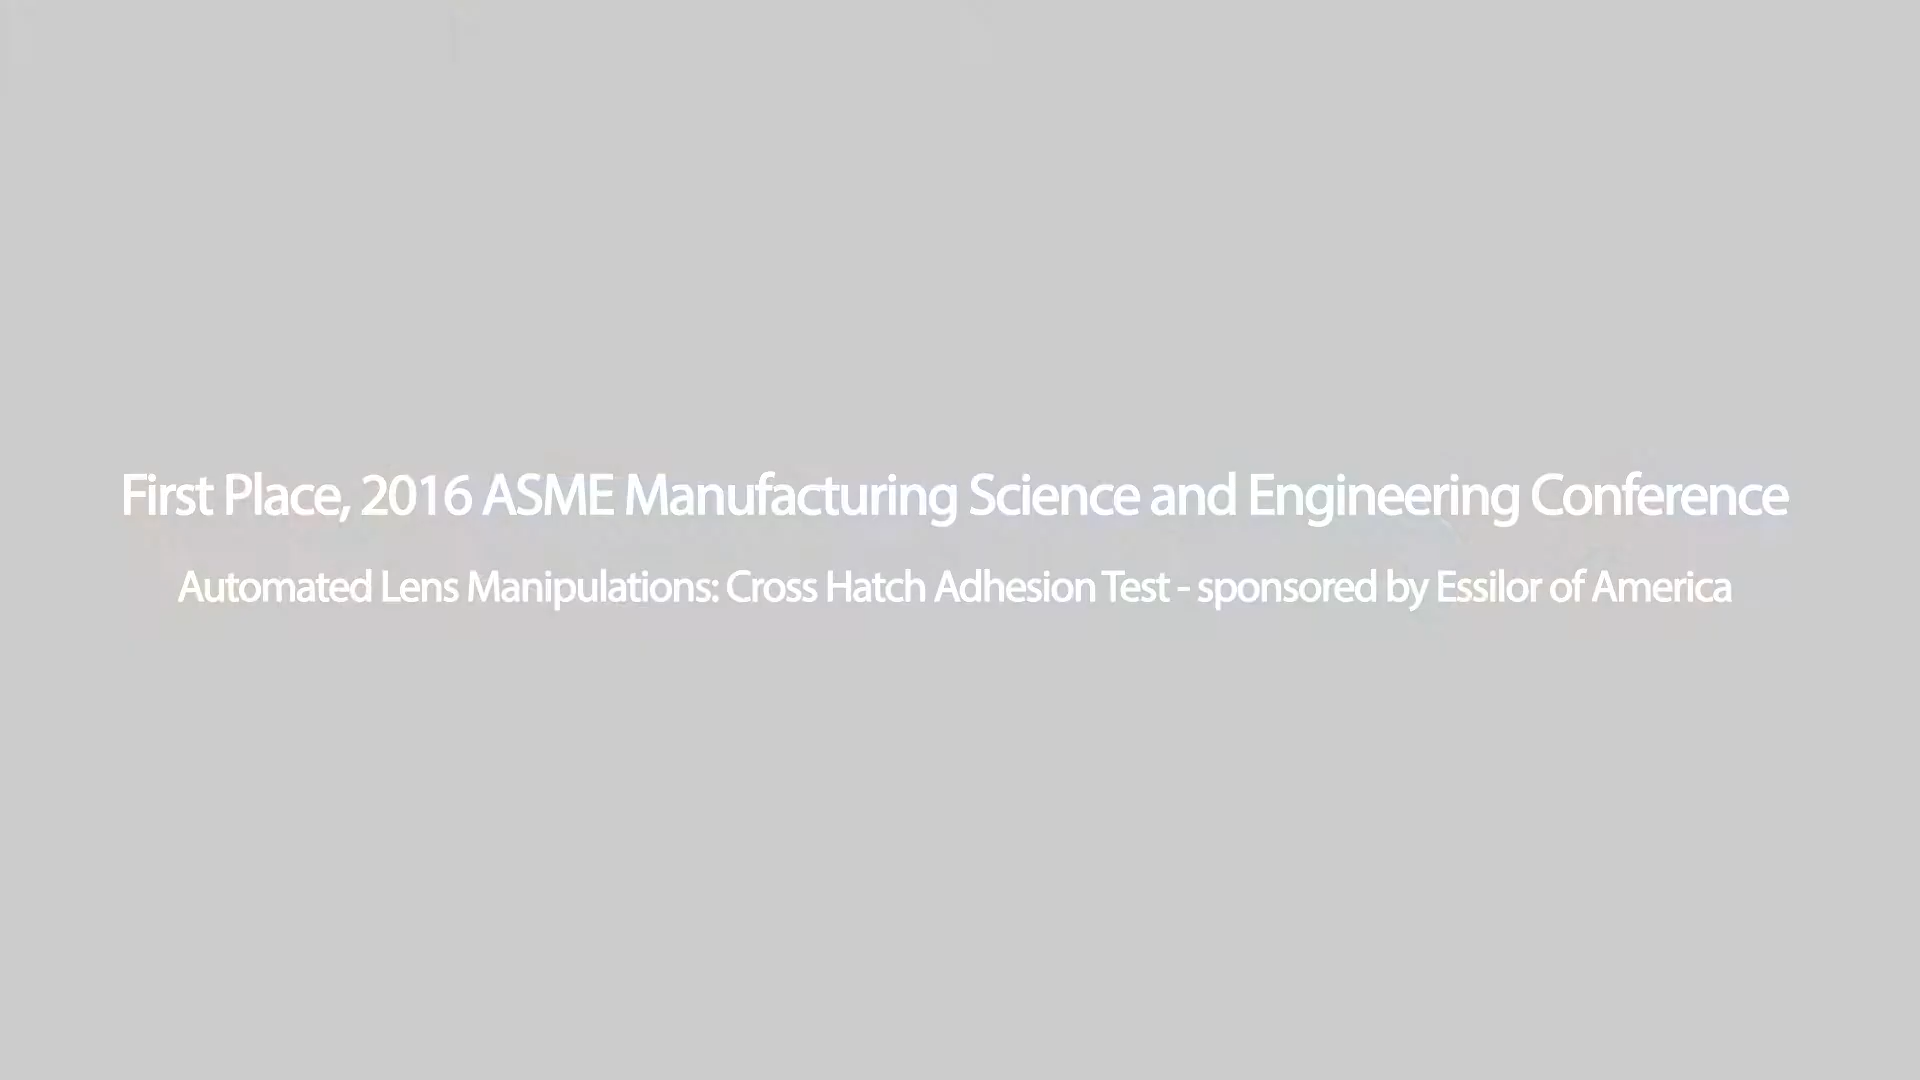 First Place, 2016 ASME Manufacturing Science and Engineering Conference
Automated Lens Manipulations: Cross Hatch Adhesion Test - sponsored by Essilor of America